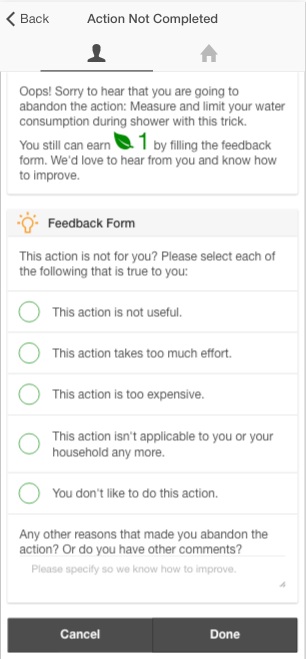 Back
Action Not Completed
Oops! Sorry to hear that you are going to
abandon the action: Measure and limit your water
consumption during shower with this trick.
You still can earn 1 by filling the feedback
form. We'd love to hear from you and know how
to improve.
Feedback Form
This action is not for you? Please select each of
the following that is true to you:
This action is not useful.
This action takes too much effort.
This action is too expensive.
This action isn't applicable to you or your
household any more.
You don't like to do this action.
Any other reasons that made you abandon the
action? Or do you have other comments?
Please specify so we know how to improve.
Cancel
Done